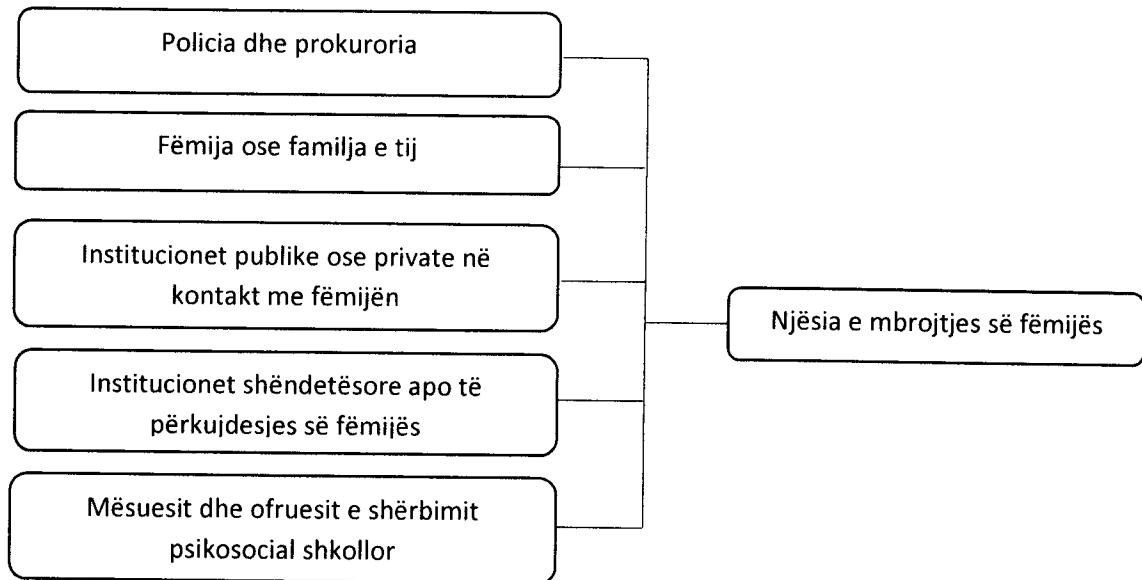 Policia dhe prokuroria
Fëmija ose familja e tij
Institucionet publike ose private në
kontakt me fëmijën
Institucionet shëndetësore apo të
përkujdesjes së fëmijës
Mësuesit dhe ofruesit e shërbimit
psikosocial shkollor
Njësia e mbrojtjes së fëmijës